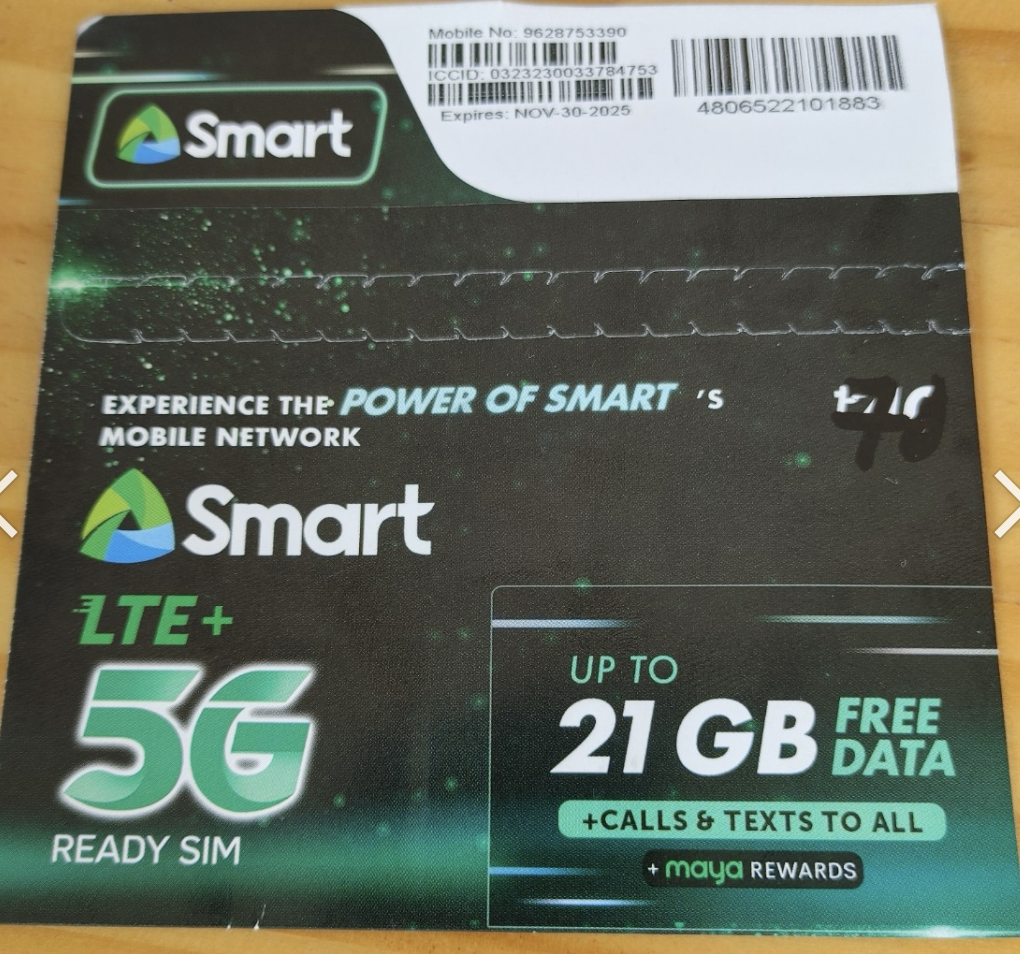 Mobile No: 9628753390
ICCID: 0323230033784753
Expires: NOV-30-2025
4806522101883
Smart
EXPERIENCE THE POWER OF SMART 'S
MOBILE NETWORK
Smart
LTE+
5G
READY SIM
UP TO
21 GB FREE DATA
+CALLS & TEXTS TO ALL
+ maya REWARDS